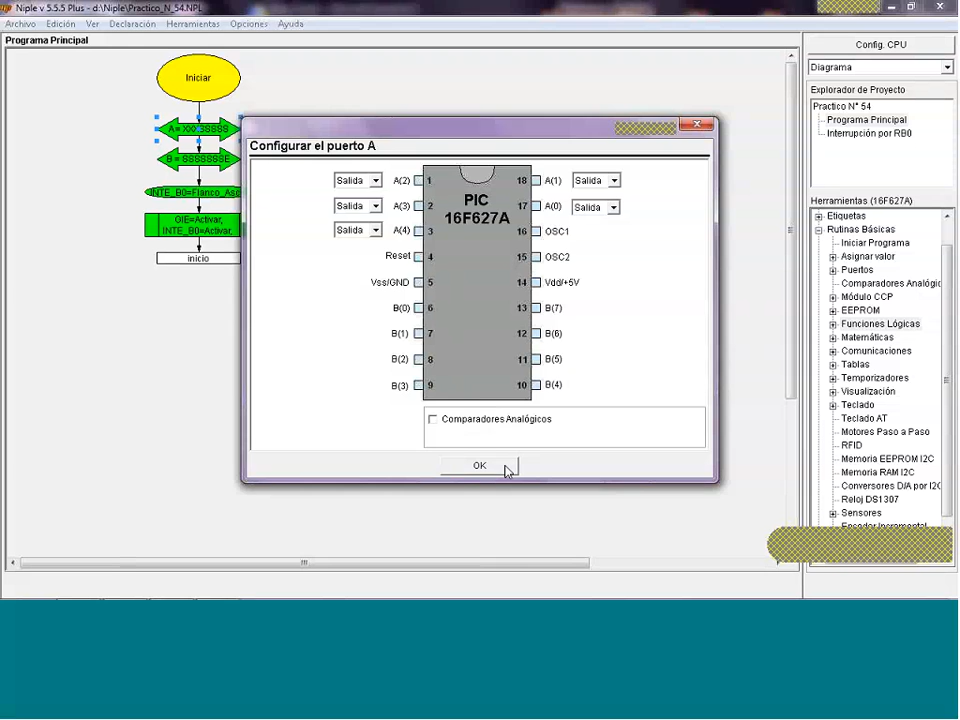 Niple v 5.5.5 Plus - d:\Niple\Practico_N_54.NPL
Archivo Edición Ver Declaración Herramientas Opciones Ayuda
Programa Principal
Iniciar
B = SSSSSSSE
GIE=Activar,
INTE_B0=Activar,
inicio
Configurar el puerto A
PIC
16F627A
Salida A(2) 1 18 A(1) Salida
Salida A(3) 2 17 A(0) Salida
Salida A(4) 3 16 OSC1
Reset 4 15 OSC2
Vss/GND 5 14 Vdd/+5V
B(0) 6 13 B(7)
B(1) 7 12 B(6)
B(2) 8 11 B(5)
B(3) 9 10 B(4)
Comparadores Analógicos
OK
Config. CPU
Diagrama
Explorador de Proyecto
Practico N° 54
Programa Principal
Interrupción por RB0
Herramientas (16F627A)
Etiquetas
Rutinas Básicas
Iniciar Programa
Asignar valor
Puertos
Comparadores Analógic
Módulo CCP
EEPROM
Funciones Lógicas
Matemáticas
Comunicaciones
Tablas
Temporizadores
Visualización
Teclado
Teclado AT
Motores Paso a Paso
RFID
Memoria EEPROM I2C
Memoria RAM I2C
Conversores D/A por I2C
Reloj DS1307
Sensores
Encoder Incremental